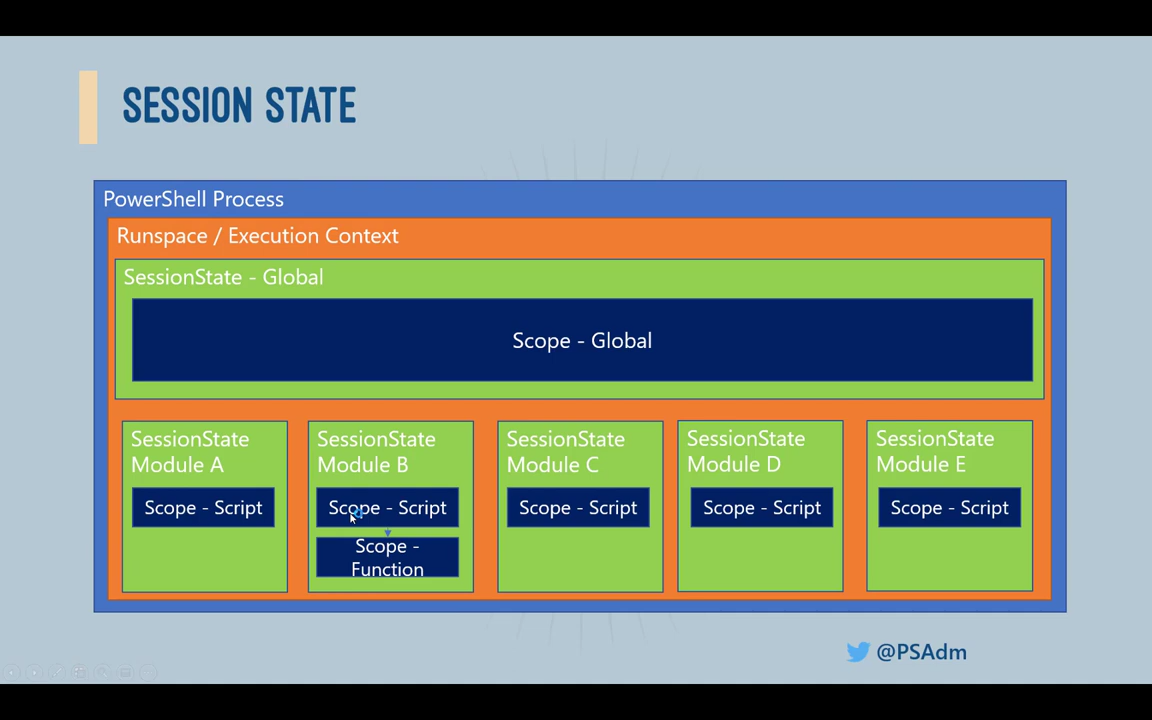 SESSION STATE
PowerShell Process
Runspace / Execution Context
SessionState - Global
Scope - Global
SessionState
Module A
Scope - Script
SessionState
Module B
Scope - Script
Scope -
Function
SessionState
Module C
Scope - Script
SessionState
Module D
Scope - Script
SessionState
Module E
Scope - Script
@PSAdm